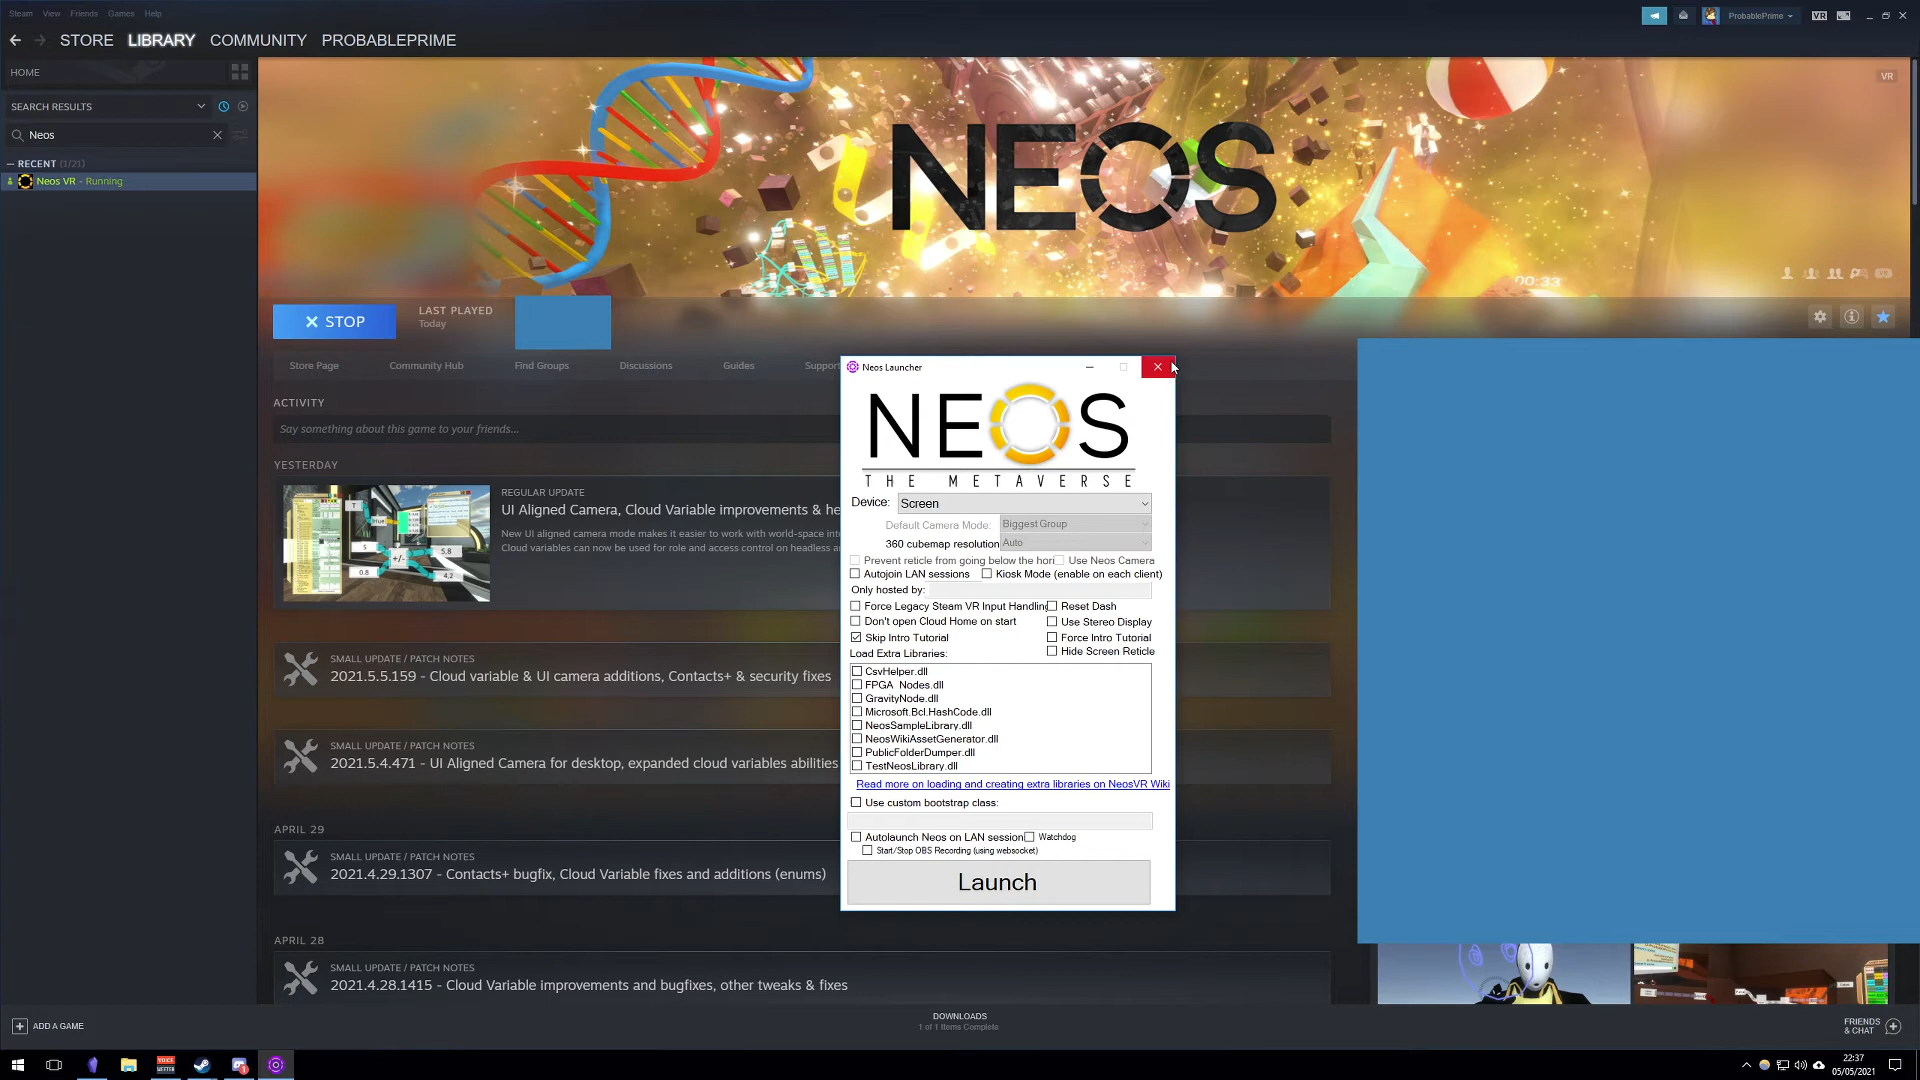 Steam View Friends Games Help
ProbablePrime
VR
STORE LIBRARY COMMUNITY PROBABLEPRIME
HOME
SEARCH RESULTS
Neos
RECENT (1/21)
Neos VR - Running
VR
NEOS
00:33
STOP
LAST PLAYED
Today
Store Page Community Hub Find Groups Discussions Guides Support
ACTIVITY
Say something about this game to your friends...
YESTERDAY
REGULAR UPDATE
UI Aligned Camera, Cloud Variable improvements & he
New UI aligned camera mode makes it easier to work with world-space inte
Cloud variables can now be used for role and access control on headless a
SMALL UPDATE / PATCH NOTES
2021.5.5.159 - Cloud variable & UI camera additions, Contacts+ & security fixes
SMALL UPDATE / PATCH NOTES
2021.5.4.471 - UI Aligned Camera for desktop, expanded cloud variables abilities
APRIL 29
SMALL UPDATE / PATCH NOTES
2021.4.29.1307 - Contacts+ bugfix, Cloud Variable fixes and additions (enums)
APRIL 28
SMALL UPDATE / PATCH NOTES
2021.4.28.1415 - Cloud Variable improvements and bugfixes, other tweaks & fixes
Neos Launcher
NEOS
THE METAVERSE
Device: Screen
Default Camera Mode: Biggest Group
360 cubemap resolution Auto
Prevent reticle from going below the hori Use Neos Camera
Autojoin LAN sessions Kiosk Mode (enable on each client)
Only hosted by:
Force Legacy Steam VR Input Handling Reset Dash
Don't open Cloud Home on start Use Stereo Display
Skip Intro Tutorial Force Intro Tutorial
Load Extra Libraries: Hide Screen Reticle
CsvHelper.dll
FPGA_Nodes.dll
GravityNode.dll
Microsoft.Bcl.HashCode.dll
NeosSampleLibrary.dll
NeosWikiAssetGenerator.dll
PublicFolderDumper.dll
TestNeosLibrary.dll
Read more on loading and creating extra libraries on NeosVR Wiki
Use custom bootstrap class:
Autolaunch Neos on LAN session Watchdog
Start/Stop OBS Recording (using websocket)
Launch
ADD A GAME
DOWNLOADS
1 of 1 Items Complete
FRIENDS
& CHAT
22:37
05/05/2021